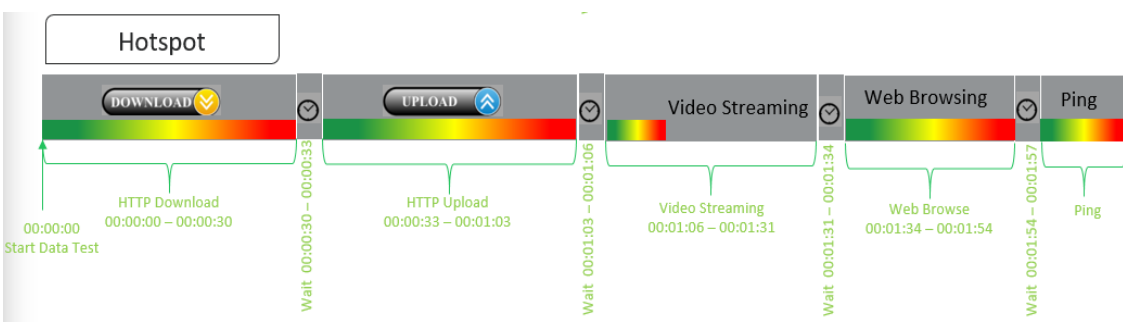 Hotspot
DOWNLOAD
UPLOAD
Video Streaming
Web Browsing
Ping
00:00:00
Start Data Test
HTTP Download
00:00:00 – 00:00:30
Wait 00:00:30 – 00:00:33
HTTP Upload
00:00:33 – 00:01:03
Wait 00:01:03 – 00:01:06
Video Streaming
00:01:06 – 00:01:31
Wait 00:01:31 – 00:01:34
Web Browse
00:01:34 – 00:01:54
Wait 00:01:54 – 00:01:57
Ping